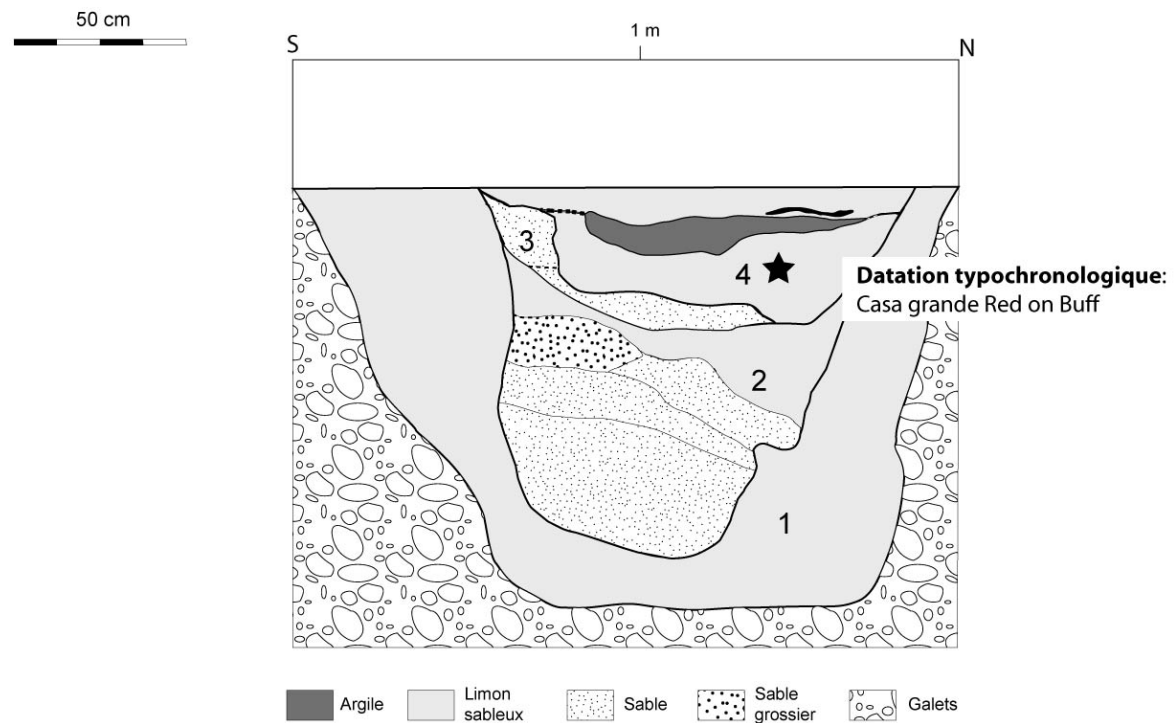 50 cm
S
1 m
N
3
4
Datation typochronologique:
Casa grande Red on Buff
2
1
Argile
Limon
sableux
Sable
Sable
grossier
Galets